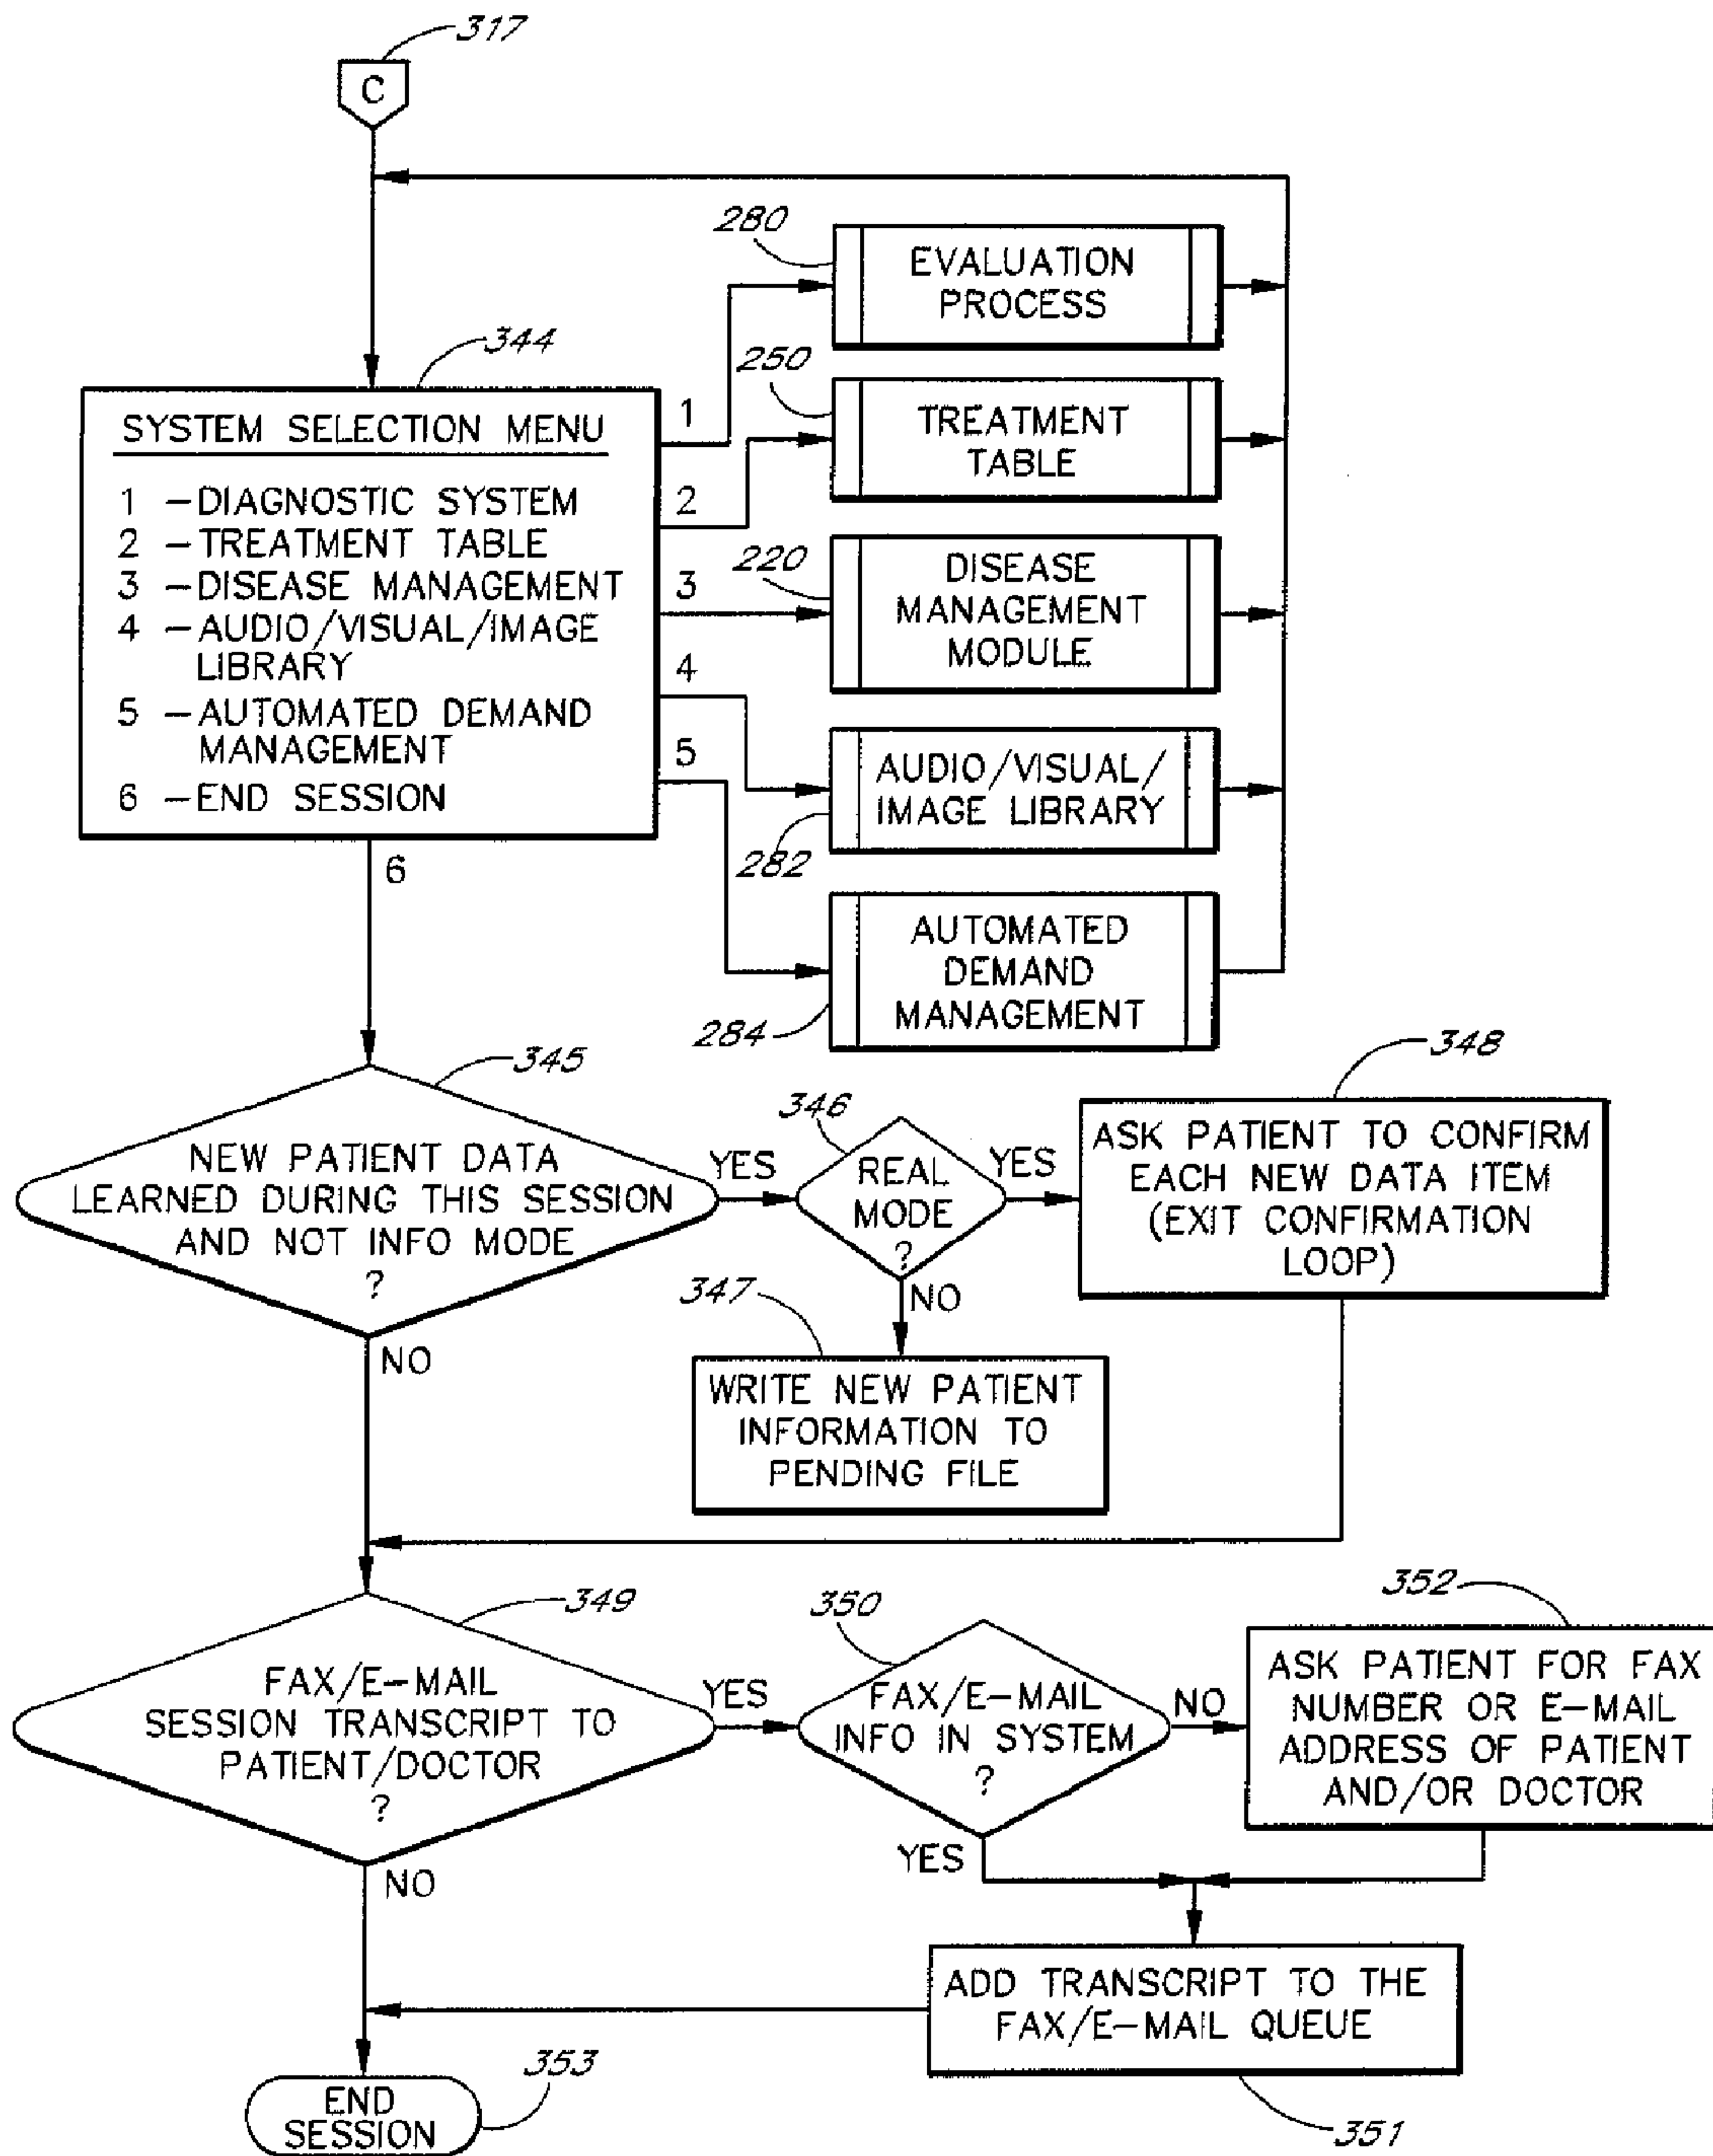 317
C
280
EVALUATION
PROCESS
344
SYSTEM SELECTION MENU
1 -DIAGNOSTIC SYSTEM
2 -TREATMENT TABLE
3 -DISEASE MANAGEMENT
4 -AUDIO/VISUAL/IMAGE
LIBRARY
5 -AUTOMATED DEMAND
MANAGEMENT
6 -END SESSION
1
2
3
4
5
6
250
TREATMENT
TABLE
220
DISEASE
MANAGEMENT
MODULE
AUDIO/VISUAL/
IMAGE LIBRARY
282
AUTOMATED
DEMAND
MANAGEMENT
284
345
NEW PATIENT DATA
LEARNED DURING THIS SESSION
AND NOT INFO MODE
?
YES
NO
346
REAL
MODE
?
YES
NO
348
ASK PATIENT TO CONFIRM
EACH NEW DATA ITEM
(EXIT CONFIRMATION
LOOP)
347
WRITE NEW PATIENT
INFORMATION TO
PENDING FILE
349
FAX/E-MAIL
SESSION TRANSCRIPT TO
PATIENT/DOCTOR
?
YES
NO
350
FAX/E-MAIL
INFO IN SYSTEM
?
NO
YES
352
ASK PATIENT FOR FAX
NUMBER OR E-MAIL
ADDRESS OF PATIENT
AND/OR DOCTOR
ADD TRANSCRIPT TO THE
FAX/E-MAIL QUEUE
351
353
END
SESSION